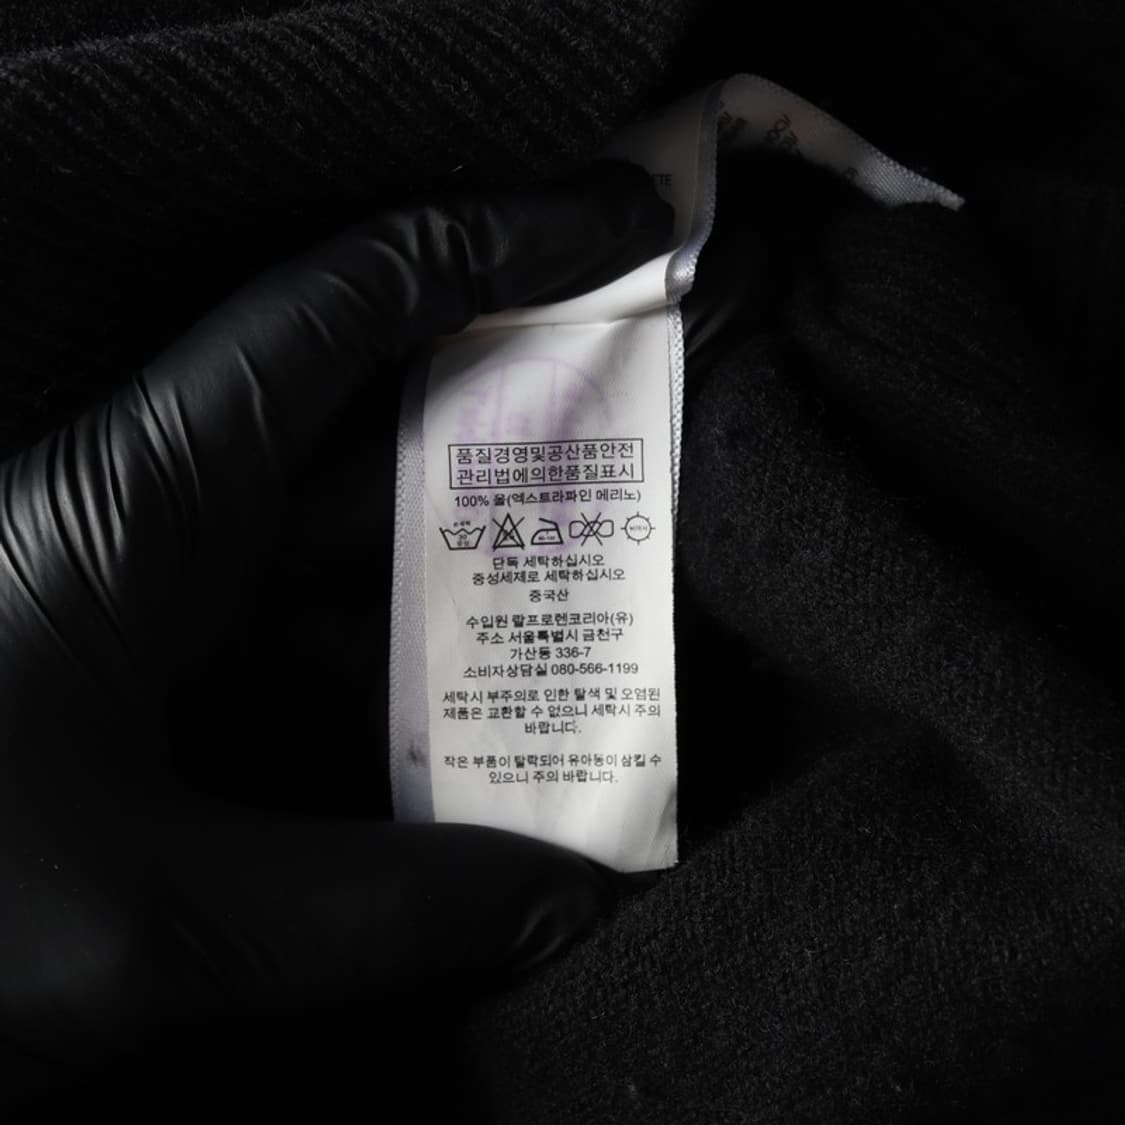 품질경영및공산품안전
관리법에의한품질표시
100% 울(엑스트라파인 메리노)
단독 세탁하십시오
중성세제로 세탁하십시오
중국산
수입원 랄프로렌코리아(유)
주소 서울특별시 금천구
가산동 336-7
소비자상담실 080-566-1199
세탁시 부주의로 인한 탈색 및 오염된
제품은 교환할 수 없으니 세탁시 주의
바랍니다.
작은 부품이 탈락되어 유아동이 삼킬 수
있으니 주의 바랍니다.